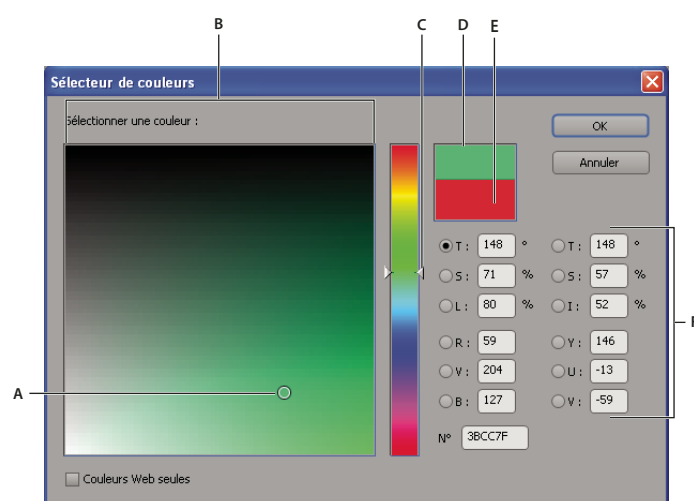 B C D E
Sélecteur de couleurs
Sélectionner une couleur :
OK
Annuler
T : 148 ° T : 148 °
S : 71 % S : 57 %
L : 80 % I : 52 %
F
R : 59 Y : 146
V : 204 U : -13
A
B : 127 V : -59
N° 3BCC7F
Couleurs Web seules